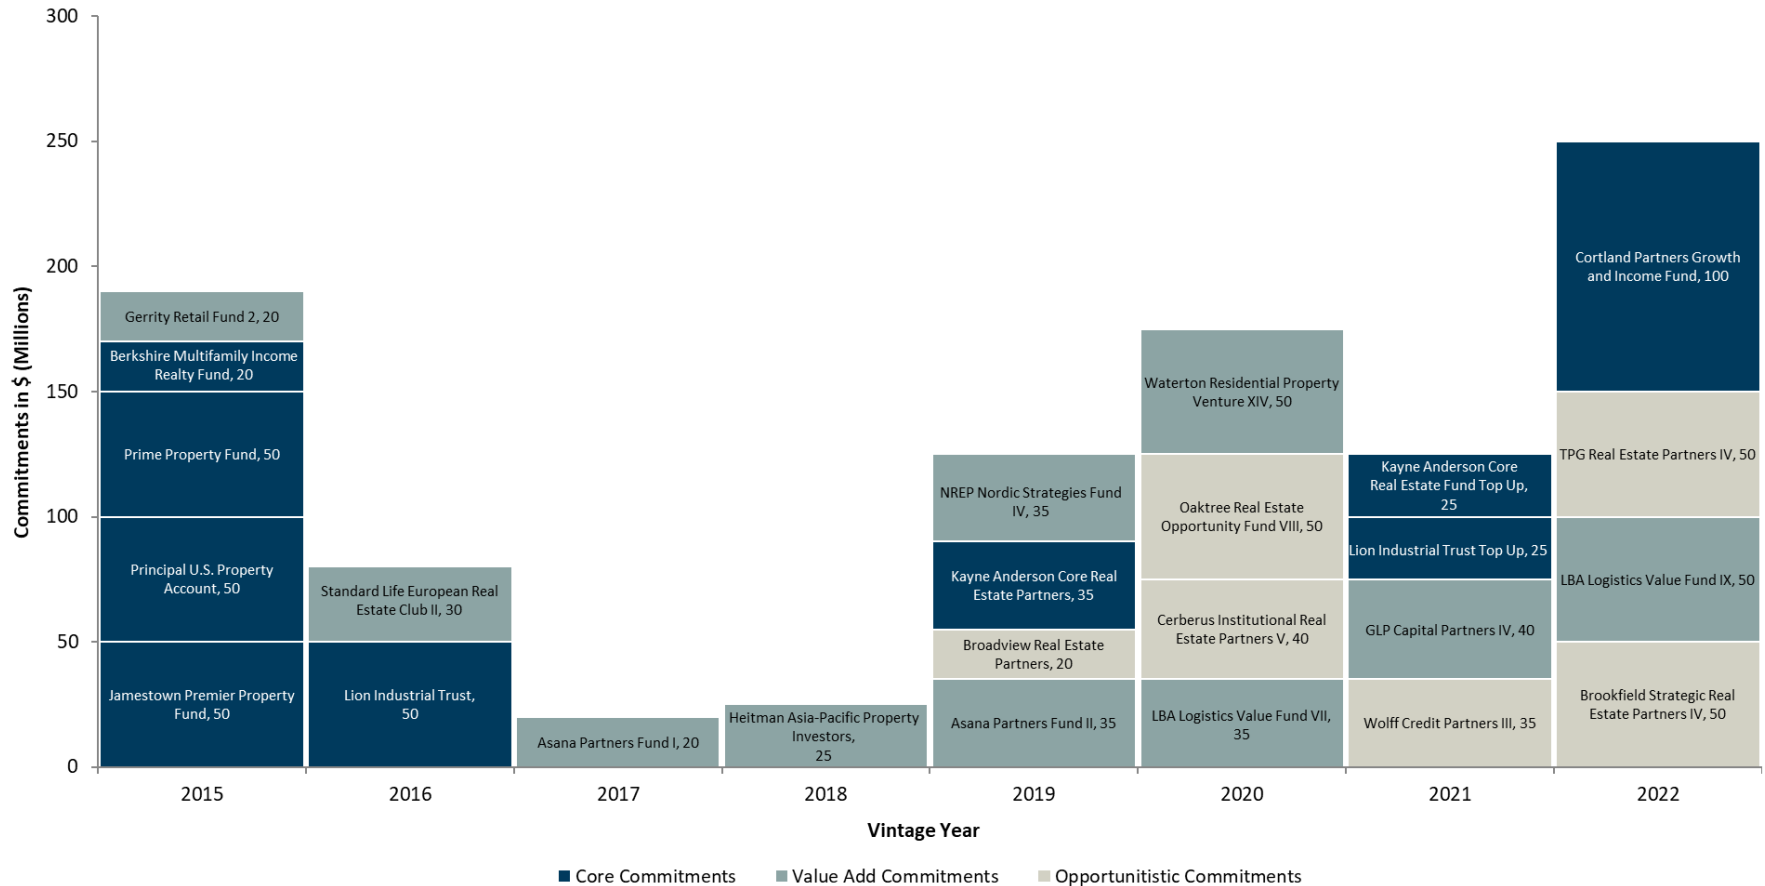 300
250
200
150
100
50
0
Commitments in $ (Millions)
Gerrity Retail Fund 2, 20
Berkshire Multifamily Income
Realty Fund, 20
Prime Property Fund, 50
Principal U.S. Property
Account, 50
Jamestown Premier Property
Fund, 50
Standard Life European Real
Estate Club II, 30
Lion Industrial Trust,
50
Asana Partners Fund I, 20
Heitman Asia-Pacific Property
Investors,
25
NREP Nordic Strategies Fund
IV, 35
Kayne Anderson Core Real
Estate Partners, 35
Broadview Real Estate
Partners, 20
Asana Partners Fund II, 35
Waterton Residential Property
Venture XIV, 50
Oaktree Real Estate
Opportunity Fund VIII, 50
Cerberus Institutional Real
Estate Partners V, 40
LBA Logistics Value Fund VII,
35
Kayne Anderson Core
Real Estate Fund Top Up,
25
Lion Industrial Trust Top Up, 25
GLP Capital Partners IV, 40
Wolff Credit Partners III, 35
Cortland Partners Growth
and Income Fund, 100
TPG Real Estate Partners IV, 50
LBA Logistics Value Fund IX, 50
Brookfield Strategic Real
Estate Partners IV, 50
2015
2016
2017
2018
2019
2020
2021
2022
Vintage Year
Core Commitments
Value Add Commitments
Opportunitistic Commitments